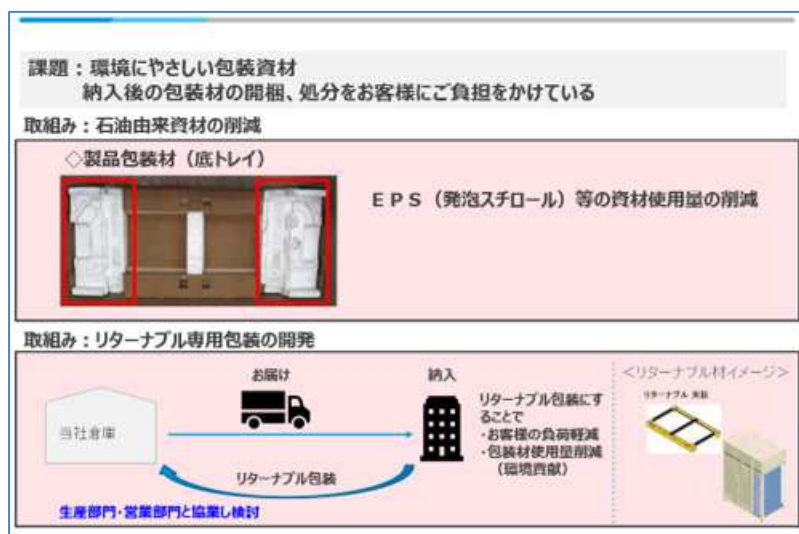 課題：環境にやさしい包装資材
納入後の包装材の開梱、処分をお客様にご負担をかけている
取組み：石油由来資材の削減
◇製品包装材（底トレイ）
ＥＰＳ（発泡スチロール）等の資材使用量の削減
取組み：リターナブル専用包装の開発
お届け
納入
当社倉庫
リターナブル包装
リターナブル包装にす
ることで
・お客様の負荷軽減
・包装材使用量削減
（環境貢献）
＜リターナブル材イメージ＞
リターナブル 実装
生産部門・営業部門と協業し検討